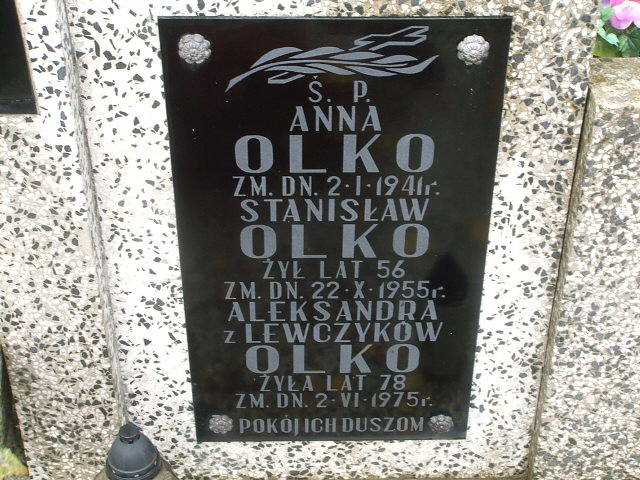 Ś. P.
ANNA
OLKO
ZM. DN. 2·I·1941r.
STANISŁAW
OLKO
ŻYŁ LAT 56
ZM. DN. 22·X·1955r.
ALEKSANDRA
z LEWCZYKÓW
OLKO
ŻYŁA LAT 78
ZM. DN. 2·VI·1975r.
POKÓJ ICH DUSZOM